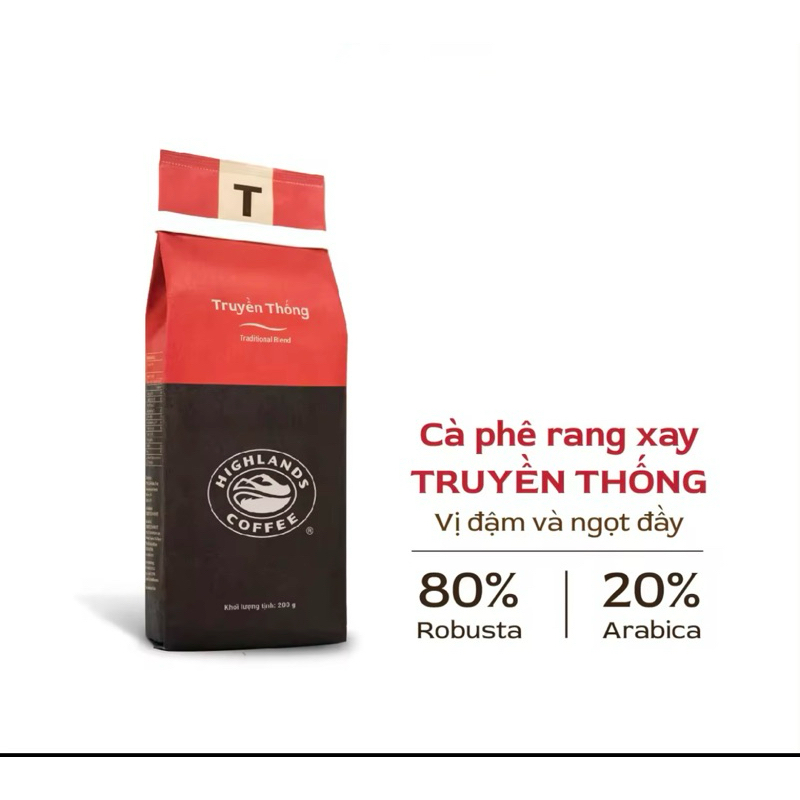 T
Truyền Thống
Traditional Blend
HIGHLANDS
COFFEE
®
Khối lượng tịnh: 200 g
Cà phê rang xay
TRUYỀN THỐNG
Vị đậm và ngọt đầy
80%
Robusta
20%
Arabica